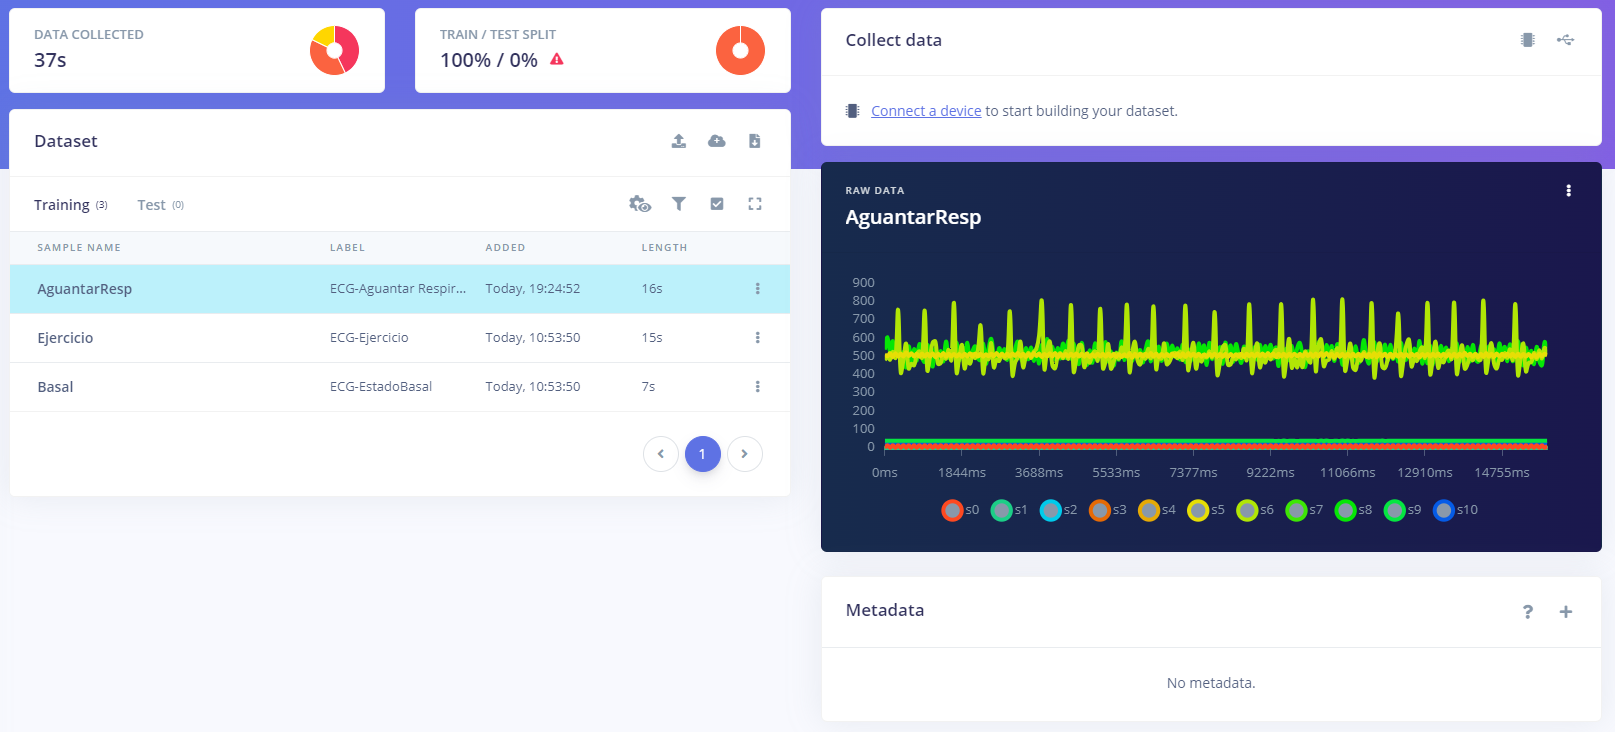 DATA COLLECTED
37s
TRAIN / TEST SPLIT
100% / 0%
Collect data
Connect a device to start building your dataset.
Dataset
Training (3) Test (0)
SAMPLE NAME LABEL ADDED LENGTH
AguantarResp ECG-Aguantar Respir... Today, 19:24:52 16s
Ejercicio ECG-Ejercicio Today, 10:53:50 15s
Basal ECG-EstadoBasal Today, 10:53:50 7s
1
RAW DATA
AguantarResp
900
800
700
600
500
400
300
200
100
0
0ms 1844ms 3688ms 5533ms 7377ms 9222ms 11066ms 12910ms 14755ms
s0 s1 s2 s3 s4 s5 s6 s7 s8 s9 s10
Metadata
? +
No metadata.